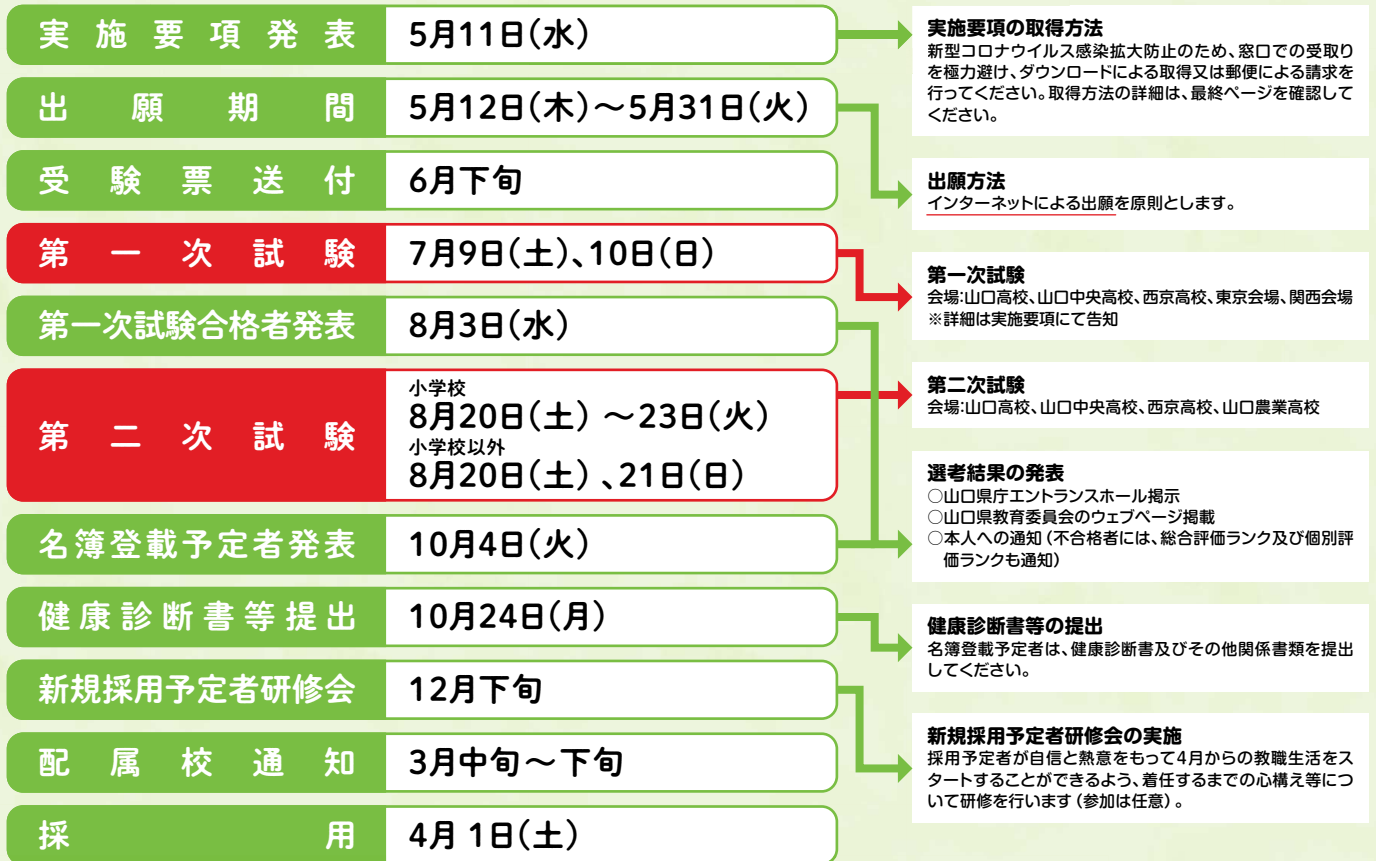 実施要項発表 5月11日(水)
出願期間 5月12日(木)～5月31日(火)
受験票送付 6月下旬
第一次試験 7月9日(土)、10日(日)
第一次試験合格者発表 8月3日(水)
第二次試験
小学校
8月20日(土)～23日(火)
小学校以外
8月20日(土)、21日(日)
名簿登載予定者発表 10月4日(火)
健康診断書等提出 10月24日(月)
新規採用予定者研修会 12月下旬
配属校通知 3月中旬～下旬
採用 4月1日(土)
実施要項の取得方法
新型コロナウイルス感染拡大防止のため、窓口での受取り
を極力避け、ダウンロードによる取得又は郵便による請求を
行ってください。取得方法の詳細は、最終ページを確認して
ください。
出願方法
インターネットによる出願を原則とします。
第一次試験
会場:山口高校、山口中央高校、西京高校、東京会場、関西会場
※詳細は実施要項にて告知
第二次試験
会場:山口高校、山口中央高校、西京高校、山口農業高校
選考結果の発表
○山口県庁エントランスホール掲示
○山口県教育委員会のウェブページ掲載
○本人への通知(不合格者には、総合評価ランク及び個別評
価ランクも通知)
健康診断書等の提出
名簿登載予定者は、健康診断書及びその他関係書類を提出
してください。
新規採用予定者研修会の実施
採用予定者が自信と熱意をもって4月からの教職生活をス
タートすることができるよう、着任するまでの心構え等につ
いて研修を行います(参加は任意)。